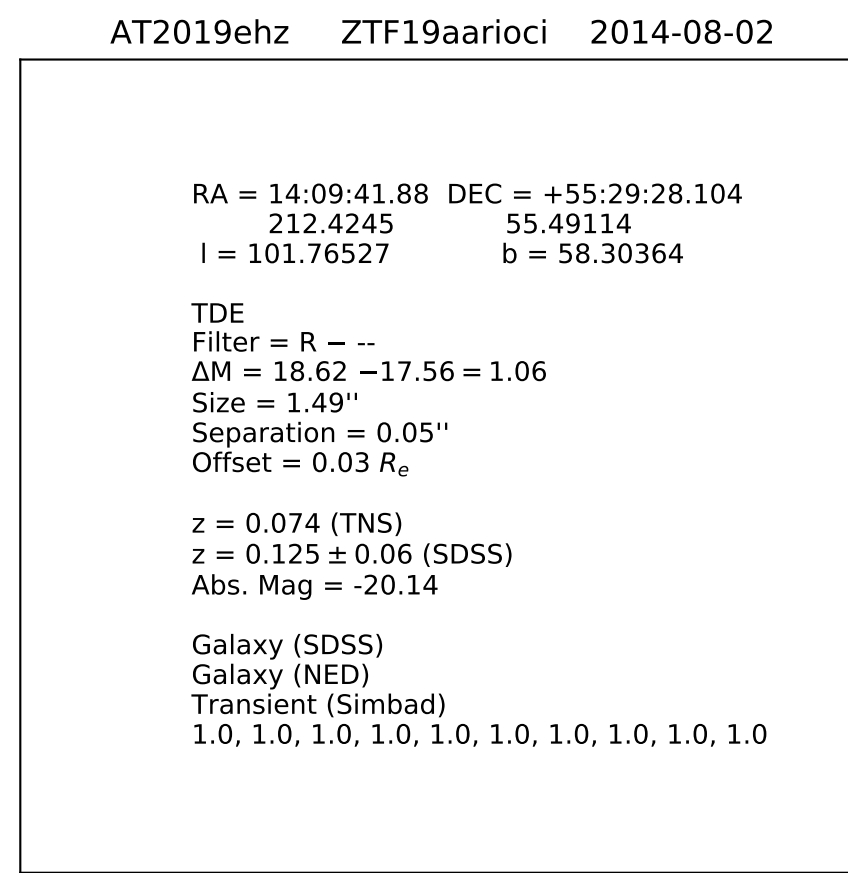 AT2019ehz ZTF19aarioci 2014-08-02
RA = 14:09:41.88 DEC = +55:29:28.104
212.4245 55.49114
l = 101.76527 b = 58.30364
TDE
Filter = R − --
ΔM = 18.62 −17.56 = 1.06
Size = 1.49''
Separation = 0.05''
Offset = 0.03 Re
z = 0.074 (TNS)
z = 0.125 ± 0.06 (SDSS)
Abs. Mag = -20.14
Galaxy (SDSS)
Galaxy (NED)
Transient (Simbad)
1.0, 1.0, 1.0, 1.0, 1.0, 1.0, 1.0, 1.0, 1.0, 1.0